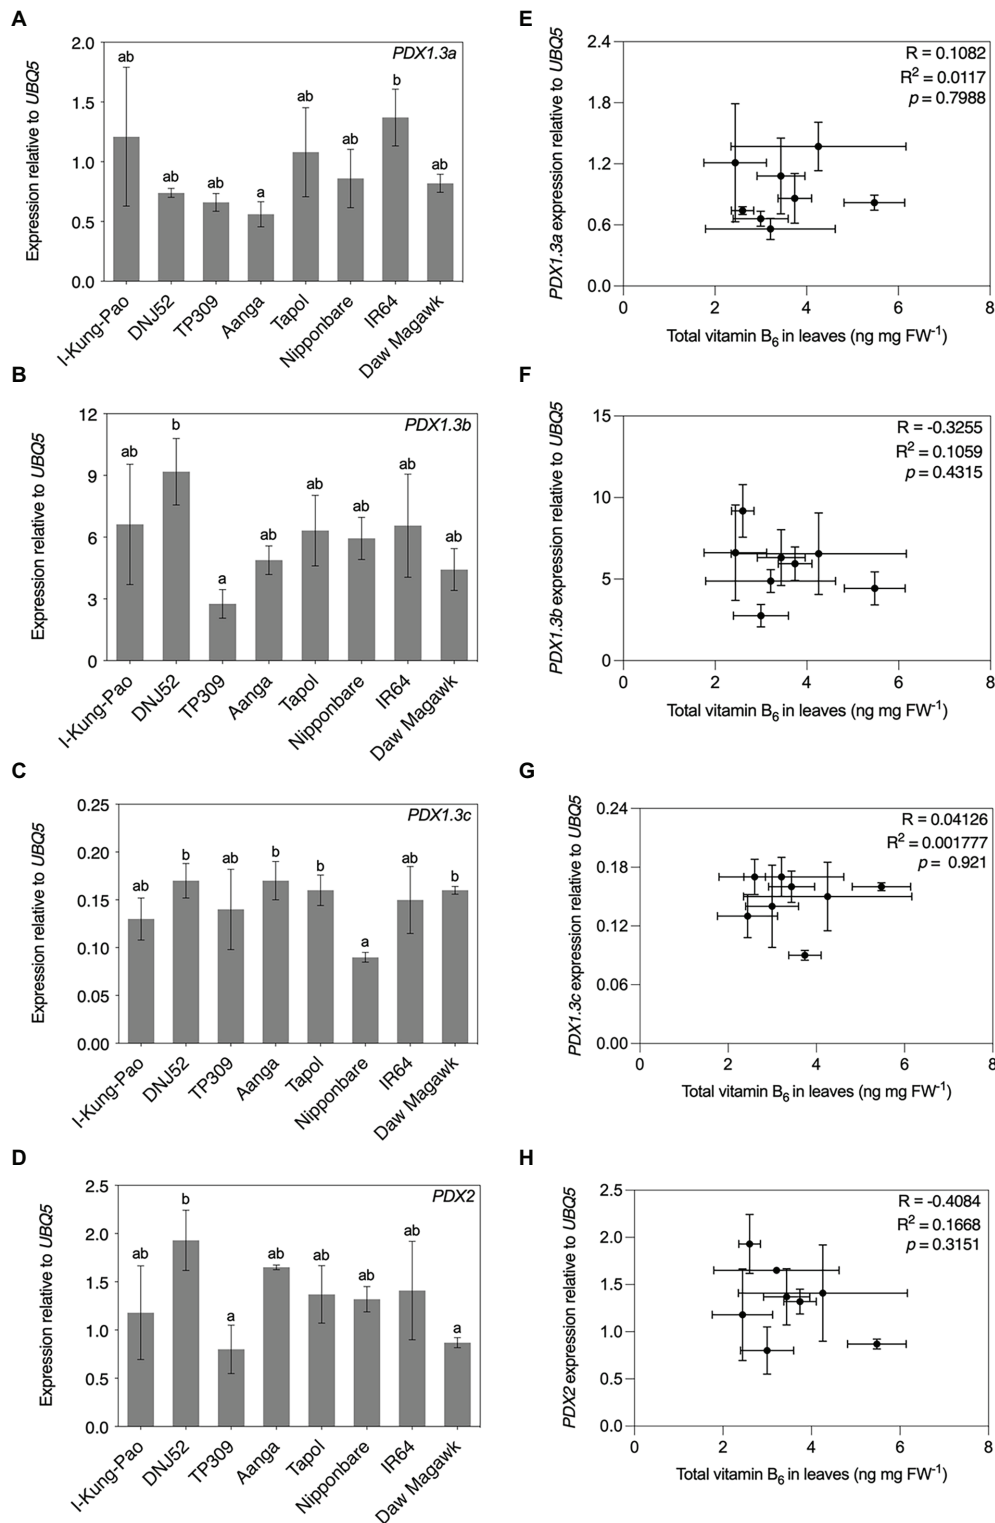 A
PDX1.3a
Expression relative to UBQ5
2.0
1.5
1.0
0.5
0.0
ab
ab
ab
a
ab
ab
b
ab
I-Kung-Pao
DNJ52
TP309
Aanga
Tapol
Nipponbare
IR64
Daw Magawk
E
PDX1.3a expression relative to UBQ5
2.4
1.8
1.2
0.6
0.0
R = 0.1082
R² = 0.0117
p = 0.7988
0 2 4 6 8
Total vitamin B₆ in leaves (ng mg FW⁻¹)
B
PDX1.3b
Expression relative to UBQ5
12
9
6
3
0
ab
b
a
ab
ab
ab
ab
ab
I-Kung-Pao
DNJ52
TP309
Aanga
Tapol
Nipponbare
IR64
Daw Magawk
F
PDX1.3b expression relative to UBQ5
15
10
5
0
R = -0.3255
R² = 0.1059
p = 0.4315
0 2 4 6 8
Total vitamin B₆ in leaves (ng mg FW⁻¹)
C
PDX1.3c
Expression relative to UBQ5
0.25
0.20
0.15
0.10
0.05
0.00
ab
b
ab
b
b
a
ab
b
I-Kung-Pao
DNJ52
TP309
Aanga
Tapol
Nipponbare
IR64
Daw Magawk
G
PDX1.3c expression relative to UBQ5
0.24
0.18
0.12
0.06
0.00
R = 0.04126
R² = 0.001777
p = 0.921
0 2 4 6 8
Total vitamin B₆ in leaves (ng mg FW⁻¹)
D
PDX2
Expression relative to UBQ5
2.5
2.0
1.5
1.0
0.5
0.0
ab
b
a
ab
ab
ab
ab
a
I-Kung-Pao
DNJ52
TP309
Aanga
Tapol
Nipponbare
IR64
Daw Magawk
H
PDX2 expression relative to UBQ5
2.5
2.0
1.5
1.0
0.5
0.0
R = -0.4084
R² = 0.1668
p = 0.3151
0 2 4 6 8
Total vitamin B₆ in leaves (ng mg FW⁻¹)